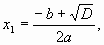 x₁ = (−b + √D) / 2a,